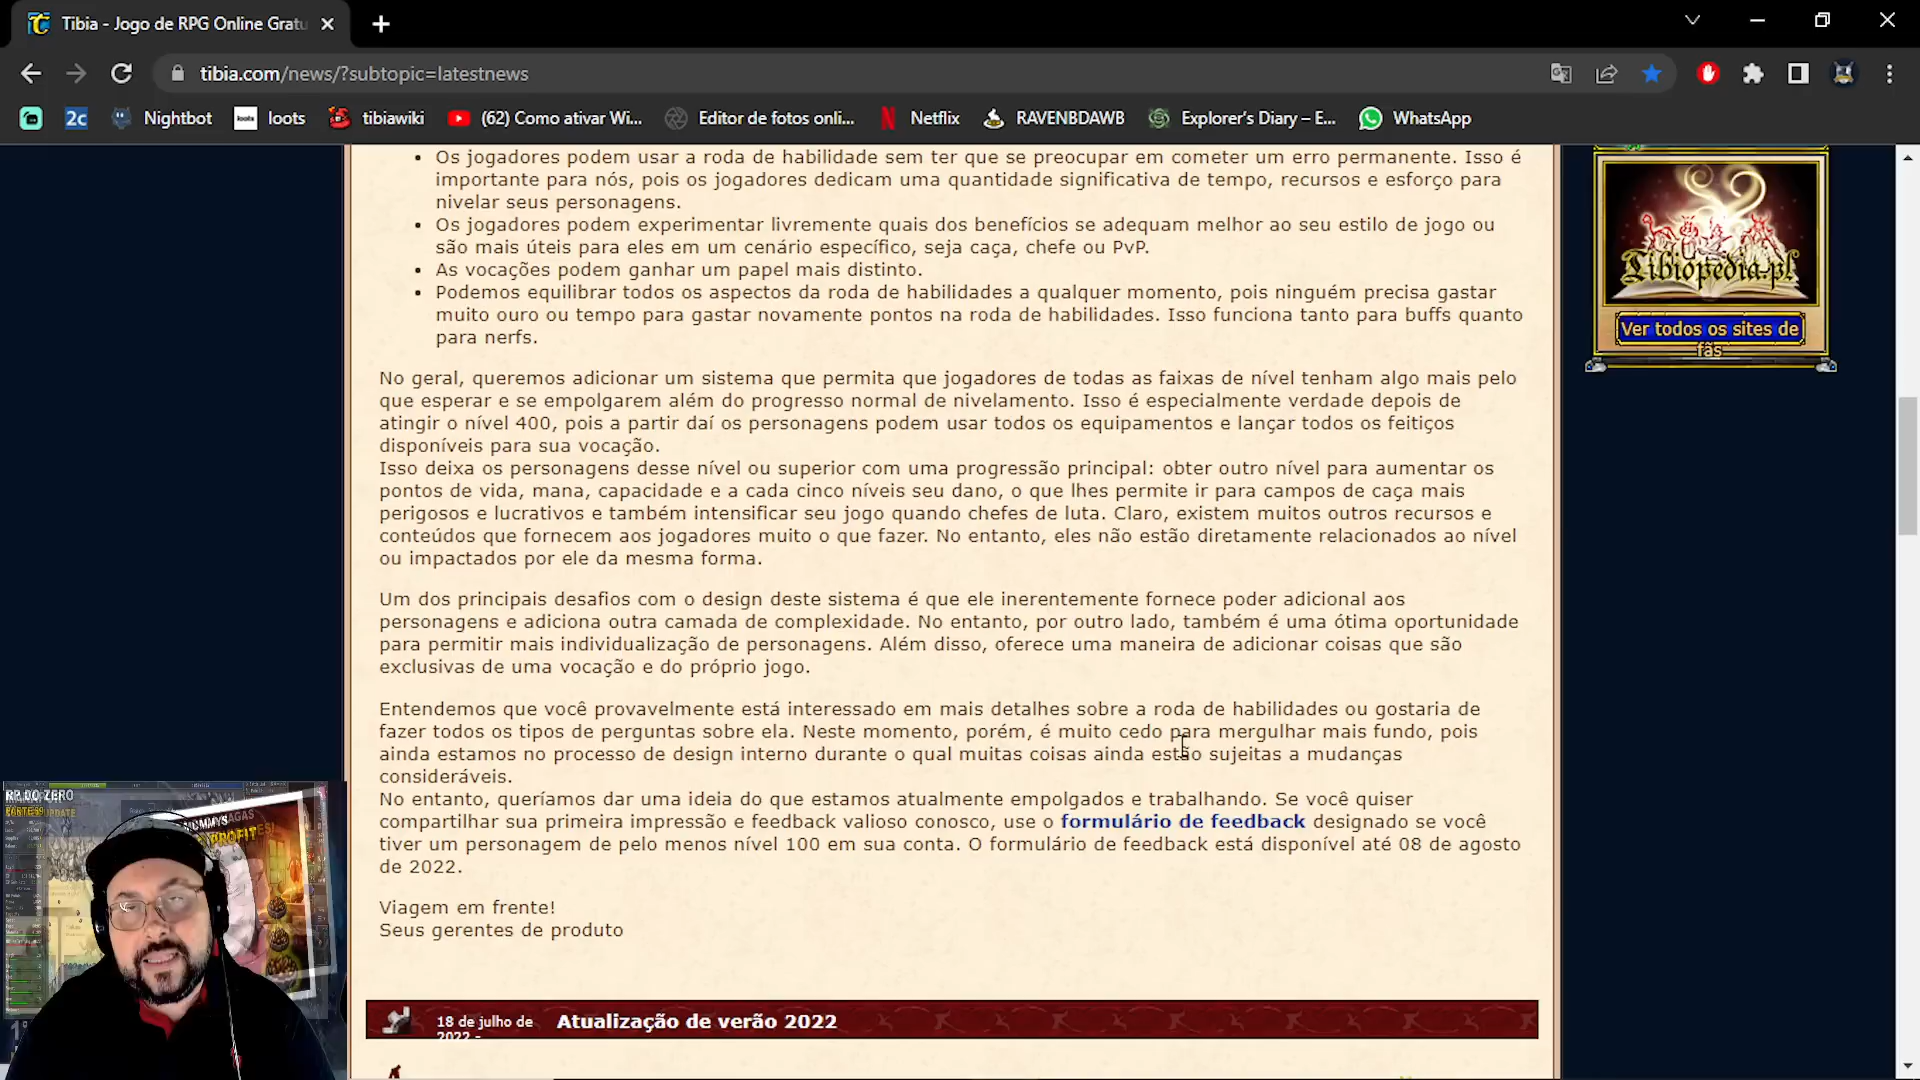 Tibia - Jogo de RPG Online Gratu
tibia.com/news/?subtopic=latestnews
2c Nightbot loots loots tibiawiki (62) Como ativar Wi... Editor de fotos onli... Netflix RAVENBDAWB Explorer's Diary – E... WhatsApp
• Os jogadores podem usar a roda de habilidade sem ter que se preocupar em cometer um erro permanente. Isso é
importante para nós, pois os jogadores dedicam uma quantidade significativa de tempo, recursos e esforço para
nivelar seus personagens.
• Os jogadores podem experimentar livremente quais dos benefícios se adequam melhor ao seu estilo de jogo ou
são mais úteis para eles em um cenário específico, seja caça, chefe ou PvP.
• As vocações podem ganhar um papel mais distinto.
• Podemos equilibrar todos os aspectos da roda de habilidades a qualquer momento, pois ninguém precisa gastar
muito ouro ou tempo para gastar novamente pontos na roda de habilidades. Isso funciona tanto para buffs quanto
para nerfs.
No geral, queremos adicionar um sistema que permita que jogadores de todas as faixas de nível tenham algo mais pelo
que esperar e se empolgarem além do progresso normal de nivelamento. Isso é especialmente verdade depois de
atingir o nível 400, pois a partir daí os personagens podem usar todos os equipamentos e lançar todos os feitiços
disponíveis para sua vocação.
Isso deixa os personagens desse nível ou superior com uma progressão principal: obter outro nível para aumentar os
pontos de vida, mana, capacidade e a cada cinco níveis seu dano, o que lhes permite ir para campos de caça mais
perigosos e lucrativos e também intensificar seu jogo quando chefes de luta. Claro, existem muitos outros recursos e
conteúdos que fornecem aos jogadores muito o que fazer. No entanto, eles não estão diretamente relacionados ao nível
ou impactados por ele da mesma forma.
Um dos principais desafios com o design deste sistema é que ele inerentemente fornece poder adicional aos
personagens e adiciona outra camada de complexidade. No entanto, por outro lado, também é uma ótima oportunidade
para permitir mais individualização de personagens. Além disso, oferece uma maneira de adicionar coisas que são
exclusivas de uma vocação e do próprio jogo.
Entendemos que você provavelmente está interessado em mais detalhes sobre a roda de habilidades ou gostaria de
fazer todos os tipos de perguntas sobre ela. Neste momento, porém, é muito cedo para mergulhar mais fundo, pois
ainda estamos no processo de design interno durante o qual muitas coisas ainda estão sujeitas a mudanças
consideráveis.
No entanto, queríamos dar uma ideia do que estamos atualmente empolgados e trabalhando. Se você quiser
compartilhar sua primeira impressão e feedback valioso conosco, use o formulário de feedback designado se você
tiver um personagem de pelo menos nível 100 em sua conta. O formulário de feedback está disponível até 08 de agosto
de 2022.
Viagem em frente!
Seus gerentes de produto
18 de julho de
2022 -
Atualização de verão 2022
Tibiopedia.pl
Ver todos os sites de
fãs
RP DO ZERO